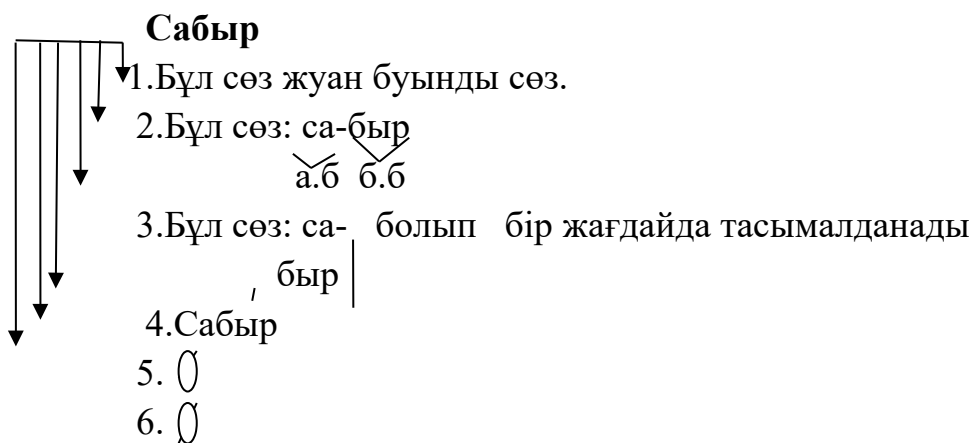 Сабыр
1.Бұл сөз жуан буынды сөз.
2.Бұл сөз: са-быр
а.б б.б
3.Бұл сөз: са- болып бір жағдайда тасымалданады
быр
4.Сабыр
5.
6.